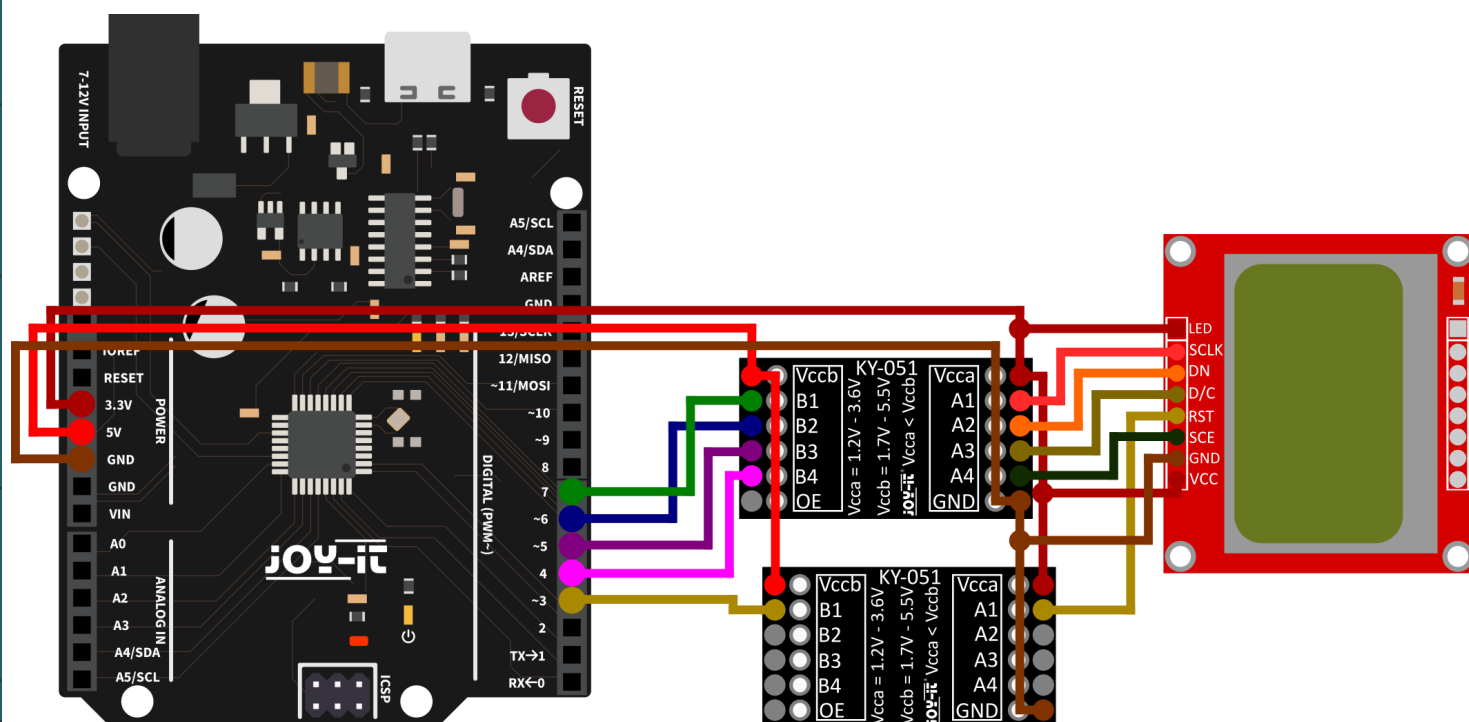 7-12V INPUT
RESET
A5/SCL
A4/SDA
AREF
GND
13/SCLK
12/MISO
~11/MOSI
~10
~9
8
7
~6
~5
4
~3
2
TX→1
RX←0
DIGITAL (PWM~)
IOREF
RESET
3.3V
5V
GND
GND
VIN
POWER
A0
A1
A2
A3
A4/SDA
A5/SCL
ANALOG IN
JOY-iT
ICSP
KY-051
Vccb
B1
B2
B3
B4
OE
Vcca = 1.2V - 3.6V
Vccb = 1.7V - 5.5V
JOY-iT Vcca < Vccb
Vcca
A1
A2
A3
A4
GND
KY-051
Vccb
B1
B2
B3
B4
OE
Vcca = 1.2V - 3.6V
Vccb = 1.7V - 5.5V
JOY-iT Vcca < Vccb
Vcca
A1
A2
A3
A4
GND
LED
SCLK
DN
D/C
RST
SCE
GND
VCC